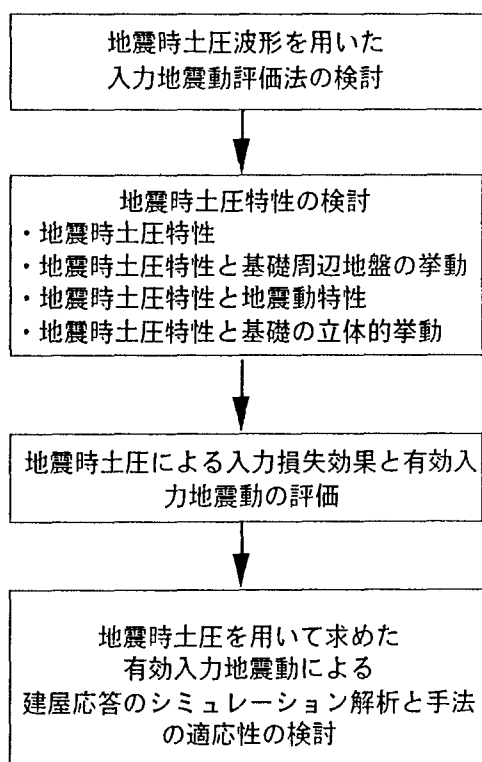 地震時土圧波形を用いた
入力地震動評価法の検討
地震時土圧特性の検討
・地震時土圧特性
・地震時土圧特性と基礎周辺地盤の挙動
・地震時土圧特性と地震動特性
・地震時土圧特性と基礎の立体的挙動
地震時土圧による入力損失効果と有効入
力地震動の評価
地震時土圧を用いて求めた
有効入力地震動による
建屋応答のシミュレーション解析と手法
の適応性の検討